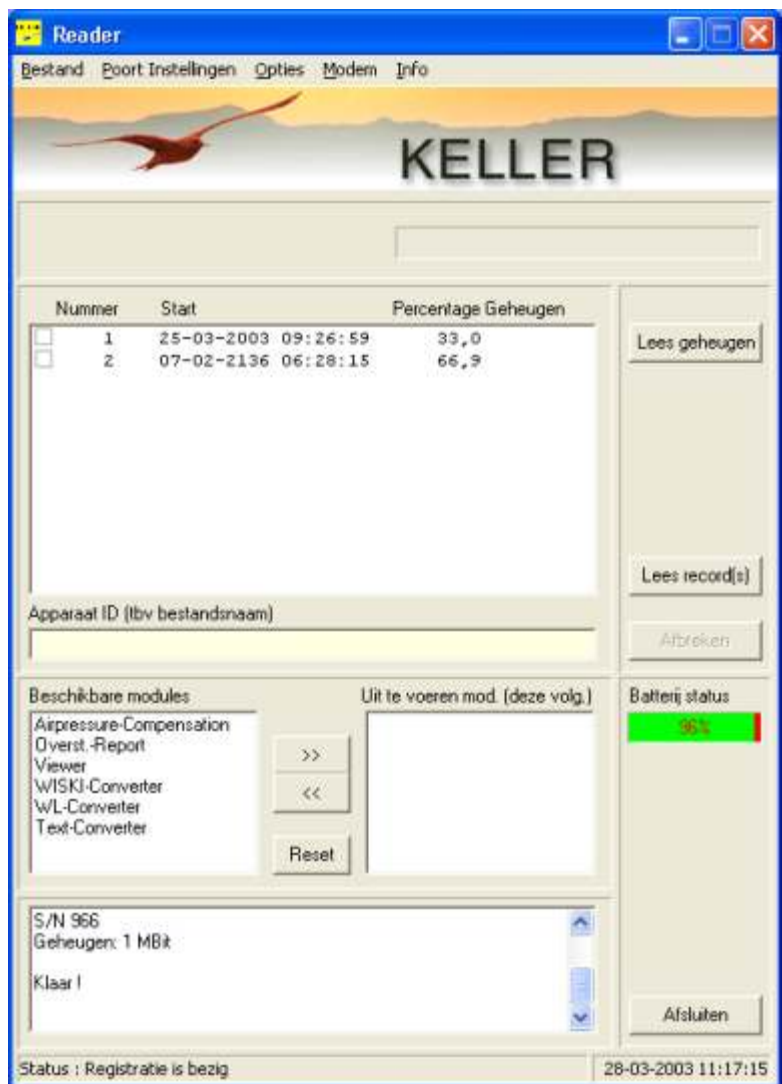 Reader
Bestand Poort Instellingen Opties Modem Info
KELLER
Nummer Start Percentage Geheugen
1 25-03-2003 09:26:59 33,0
2 07-02-2136 06:28:15 66,9
Lees geheugen
Lees record(s)
Apparaat ID (tbv bestandsnaam)
Afbreken
Beschikbare modules
Airpressure-Compensation
Overst.-Report
Viewer
WISKI-Converter
WL-Converter
Text-Converter
>>
<<
Reset
Uit te voeren mod. (deze volg.)
Batterij status
96%
S/N 966
Geheugen: 1 MBit
Klaar !
Afsluiten
Status : Registratie is bezig
28-03-2003 11:17:15